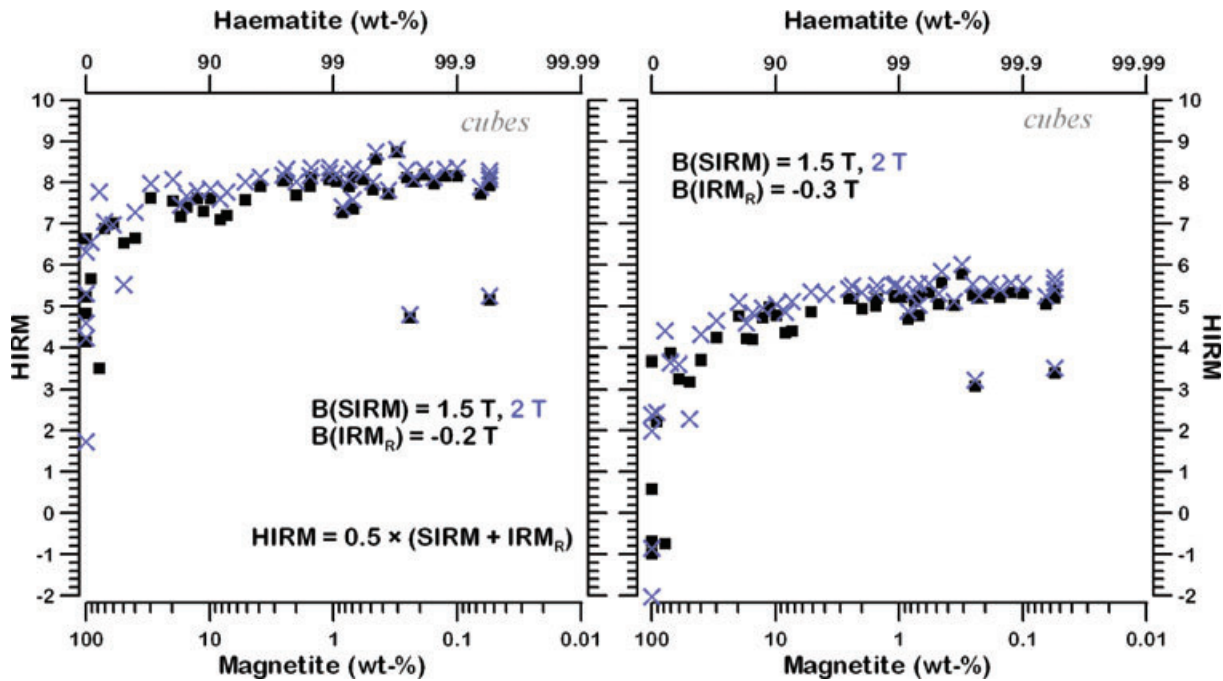 Haematite (wt-%)
0 90 99 99.9 99.99
10
9
8
7
6
5
4
3
2
1
0
-1
-2
HIRM
cubes
B(SIRM) = 1.5 T, 2 T
B(IRM_R) = -0.2 T
HIRM = 0.5 × (SIRM + IRM_R)
100 10 1 0.1 0.01
Magnetite (wt-%)
Haematite (wt-%)
0 90 99 99.9 99.99
cubes
B(SIRM) = 1.5 T, 2 T
B(IRM_R) = -0.3 T
10
9
8
7
6
5
4
3
2
1
0
-1
-2
HIRM
100 10 1 0.1 0.01
Magnetite (wt-%)